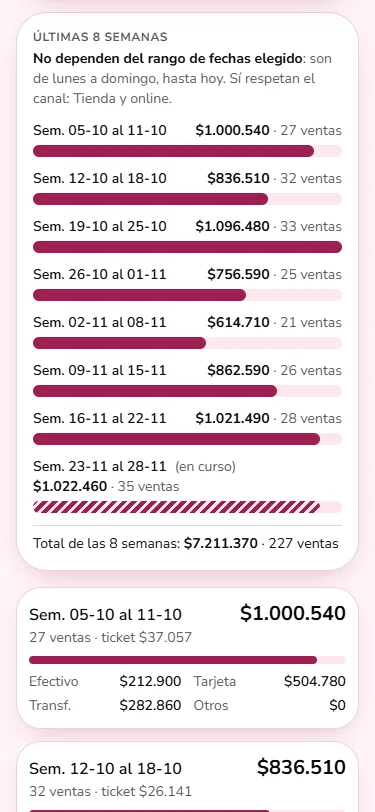 ÚLTIMAS 8 SEMANAS
No dependen del rango de fechas elegido: son
de lunes a domingo, hasta hoy. Sí respetan el
canal: Tienda y online.
Sem. 05-10 al 11-10 $1.000.540 · 27 ventas
Sem. 12-10 al 18-10 $836.510 · 32 ventas
Sem. 19-10 al 25-10 $1.096.480 · 33 ventas
Sem. 26-10 al 01-11 $756.590 · 25 ventas
Sem. 02-11 al 08-11 $614.710 · 21 ventas
Sem. 09-11 al 15-11 $862.590 · 26 ventas
Sem. 16-11 al 22-11 $1.021.490 · 28 ventas
Sem. 23-11 al 28-11 (en curso)
$1.022.460 · 35 ventas
Total de las 8 semanas: $7.211.370 · 227 ventas
Sem. 05-10 al 11-10 $1.000.540
27 ventas · ticket $37.057
Efectivo $212.900 Tarjeta $504.780
Transf. $282.860 Otros $0
Sem. 12-10 al 18-10 $836.510
32 ventas · ticket $26.141